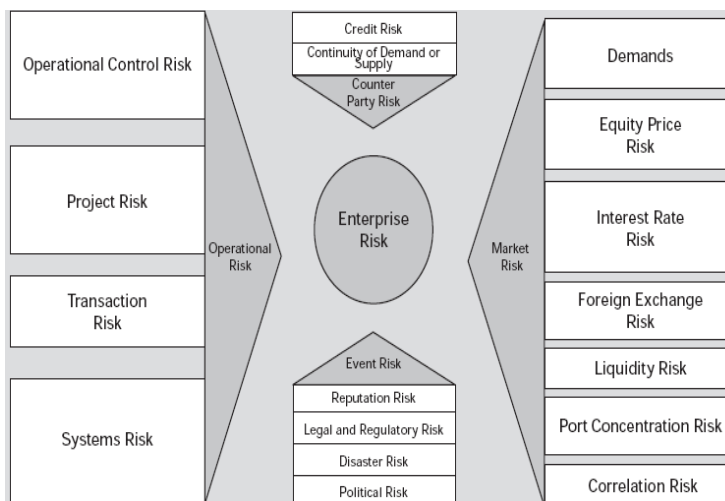 Operational Control Risk
Project Risk
Transaction
Risk
Systems Risk
Operational
Risk
Credit Risk
Continuity of Demand or
Supply
Counter
Party Risk
Enterprise
Risk
Event Risk
Reputation Risk
Legal and Regulatory Risk
Disaster Risk
Political Risk
Market
Risk
Demands
Equity Price
Risk
Interest Rate
Risk
Foreign Exchange
Risk
Liquidity Risk
Port Concentration Risk
Correlation Risk